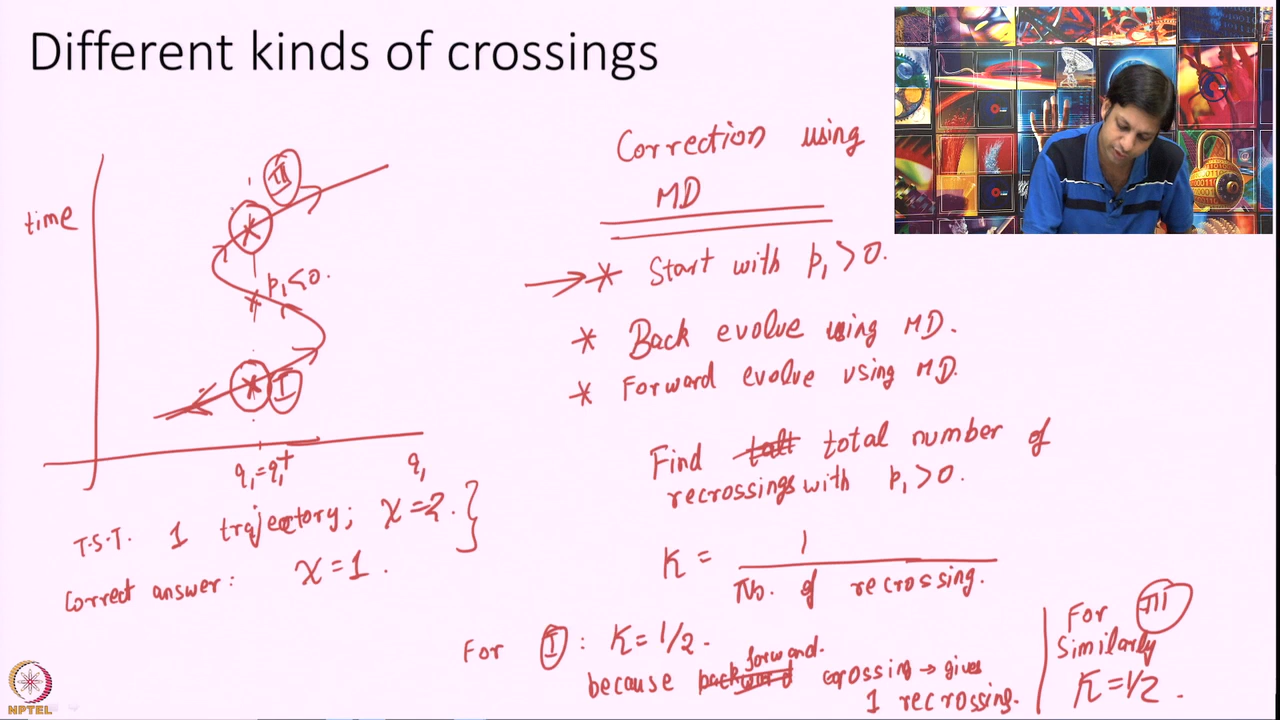 Different kinds of crossings
time
III
p₁<0.
I
q₁=q₁‡
q₁
T.S.T. 1 trajectory; χ=2.
Correct answer: χ=1.
Correction using
MD
* Start with p₁>0.
* Back evolve using MD.
* Forward evolve using MD.
Find total number of
recrossings with p₁>0.
K = 1
No. of recrossing.
For I : K=1/2.
because forward crossing → gives
1 recrossing.
For III
Similarly
K=1/2.
NPTEL